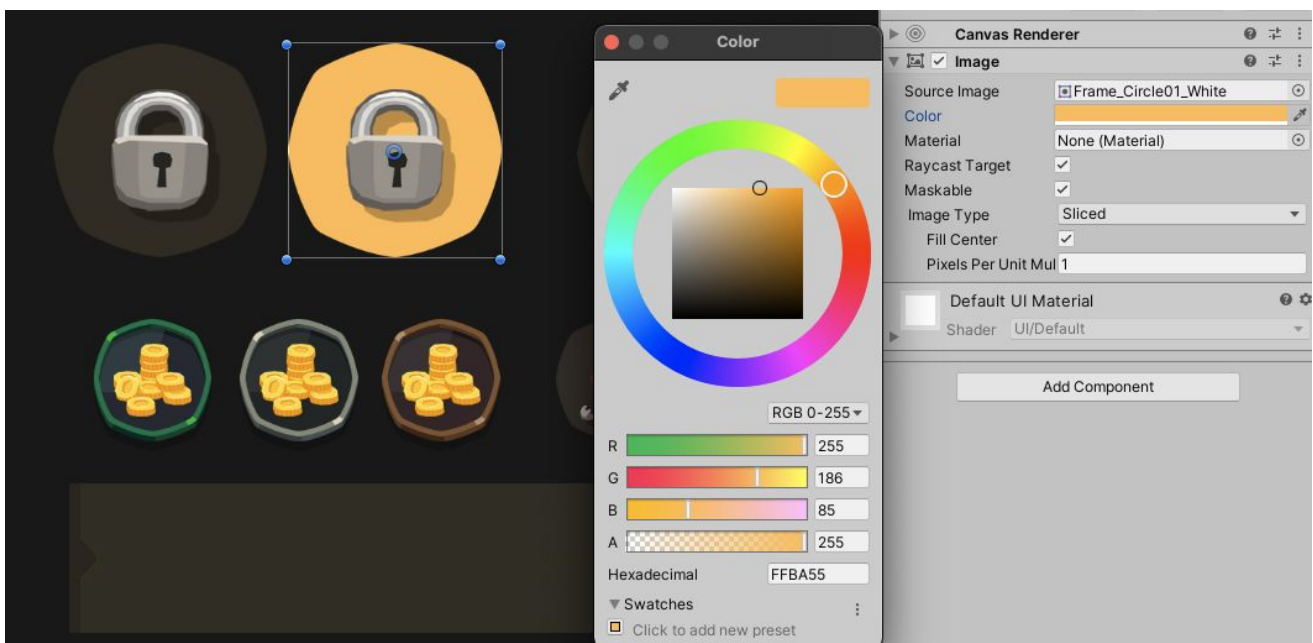 Color
RGB 0-255
R 255
G 186
B 85
A 255
Hexadecimal FFBA55
Swatches
Click to add new preset
Canvas Renderer
Image
Source Image Frame_Circle01_White
Color
Material None (Material)
Raycast Target
Maskable
Image Type Sliced
Fill Center
Pixels Per Unit Mul 1
Default UI Material
Shader UI/Default
Add Component